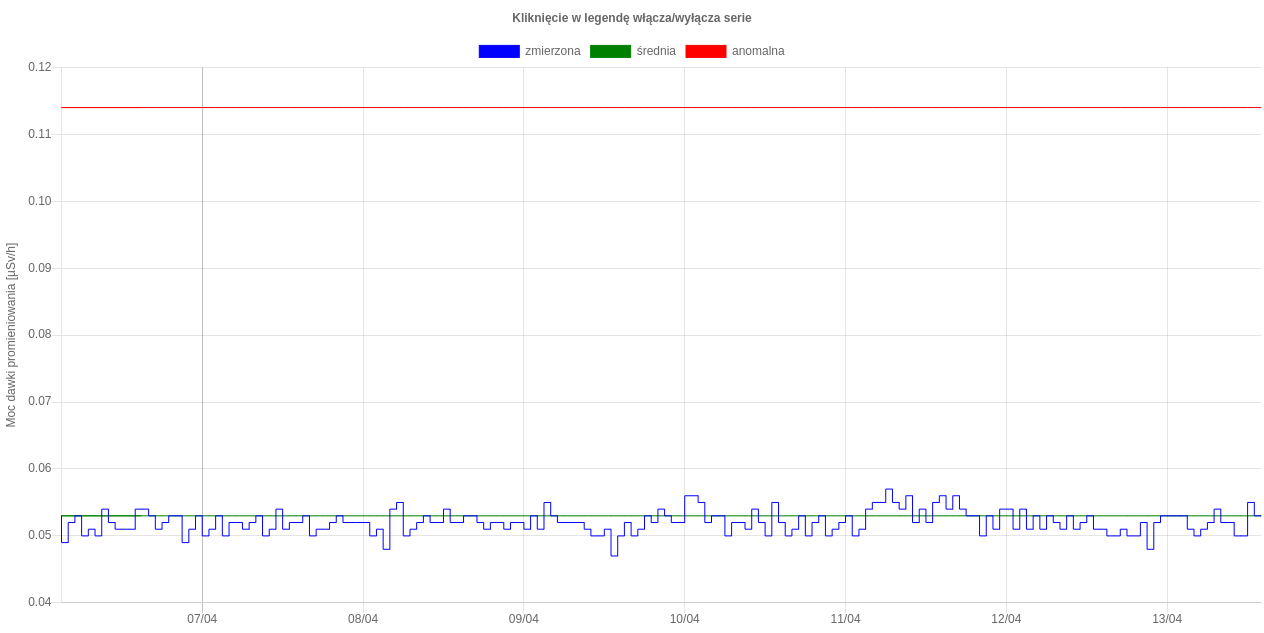 Kliknięcie w legendę włącza/wyłącza serie
zmierzona średnia anomalna
Moc dawki promieniowania [µSv/h]
0.12
0.11
0.10
0.09
0.08
0.07
0.06
0.05
0.04
07/04 08/04 09/04 10/04 11/04 12/04 13/04